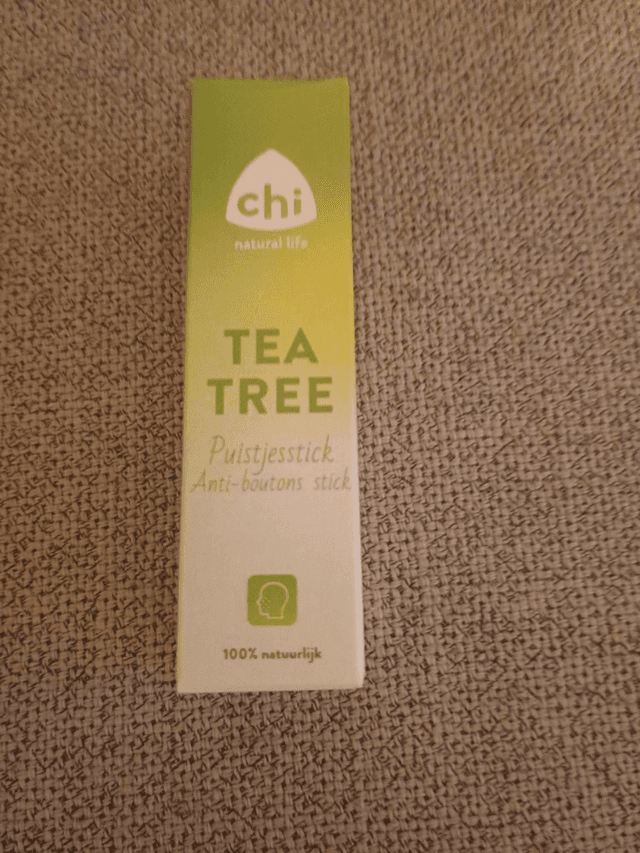 chi
natural life
TEA
TREE
Puistjesstick
Anti-boutons stick
100% natuurlijk